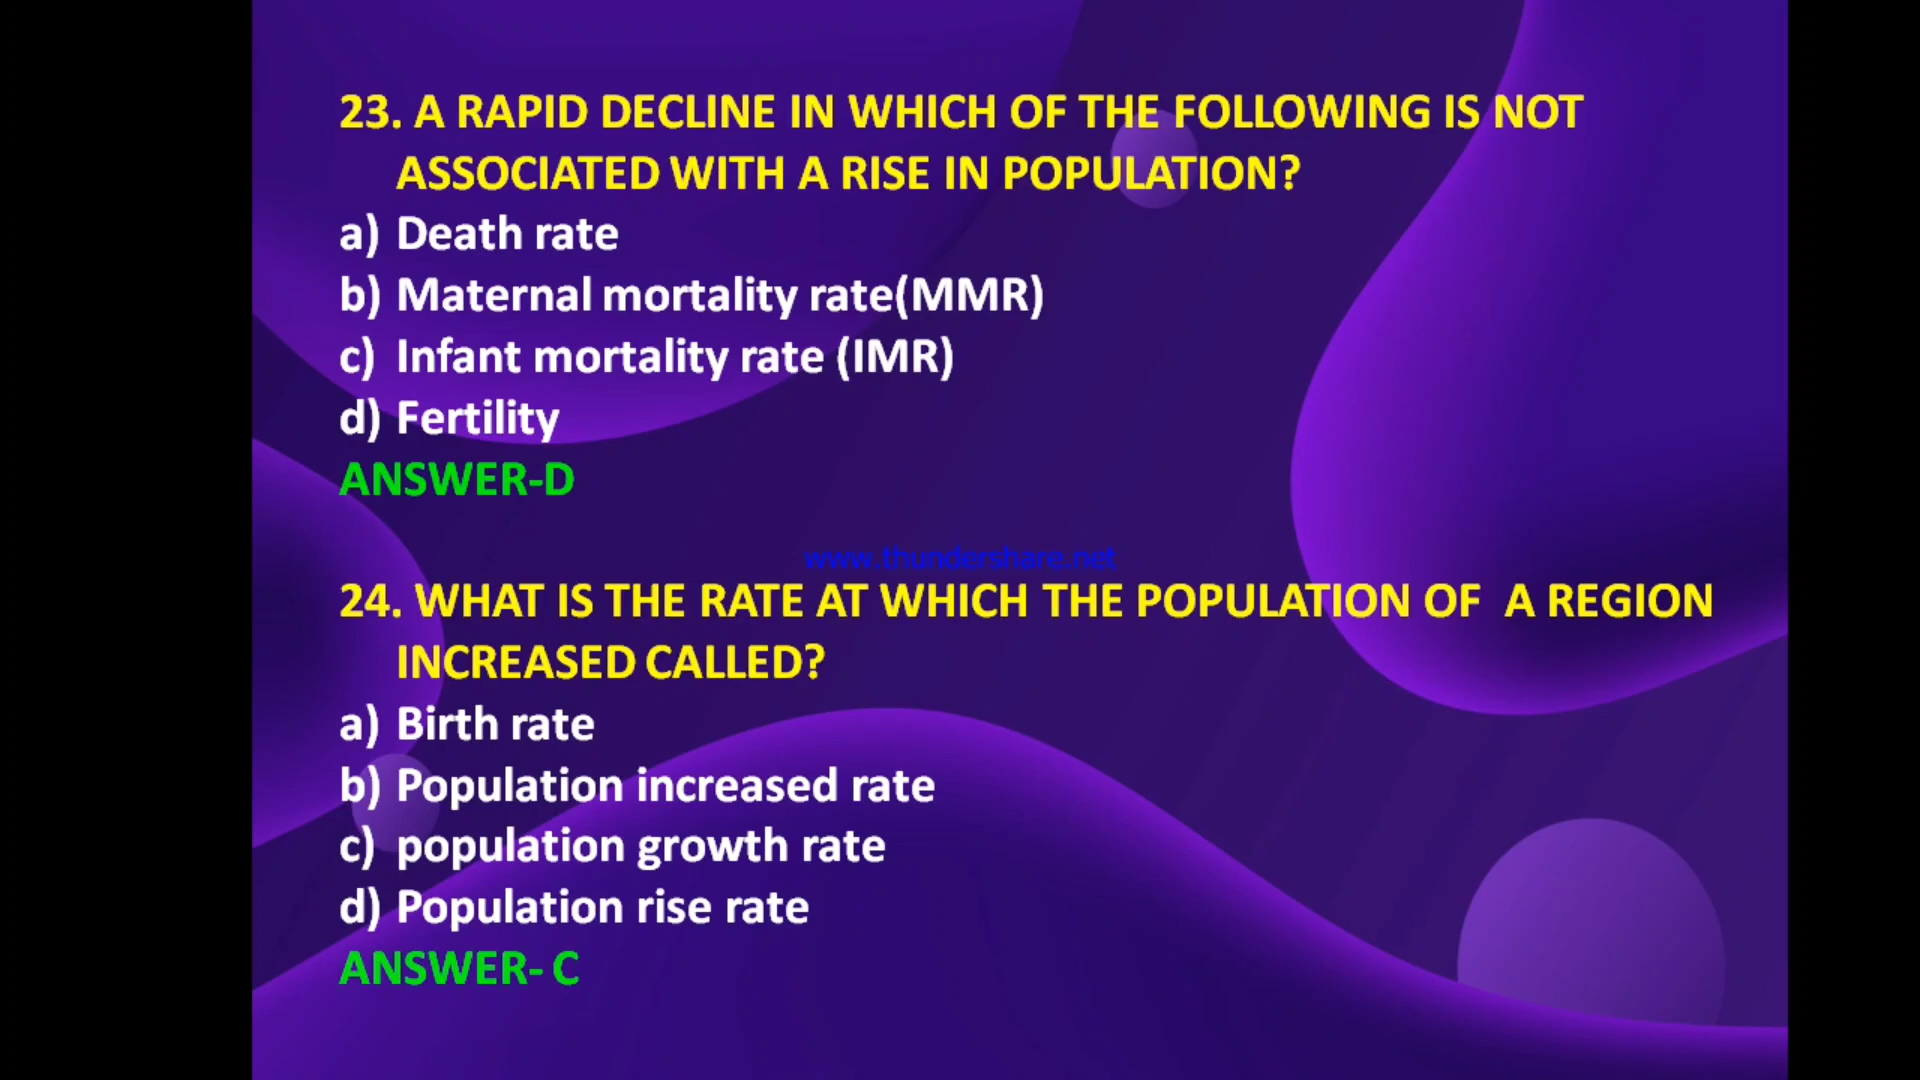 23. A RAPID DECLINE IN WHICH OF THE FOLLOWING IS NOT
ASSOCIATED WITH A RISE IN POPULATION?
a) Death rate
b) Maternal mortality rate(MMR)
c) Infant mortality rate (IMR)
d) Fertility
ANSWER-D
www.thundershare.net
24. WHAT IS THE RATE AT WHICH THE POPULATION OF A REGION
INCREASED CALLED?
a) Birth rate
b) Population increased rate
c) population growth rate
d) Population rise rate
ANSWER- C